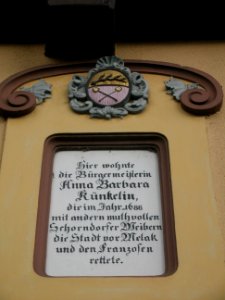 Hier wohnte
die Bürgermeisterin
Anna Barbara
Künkelin,
die im Jahr 1688
mit andern muthvollen
Schorndorfer Weibern
die Stadt vor Melak
und den Franzosen
rettete.